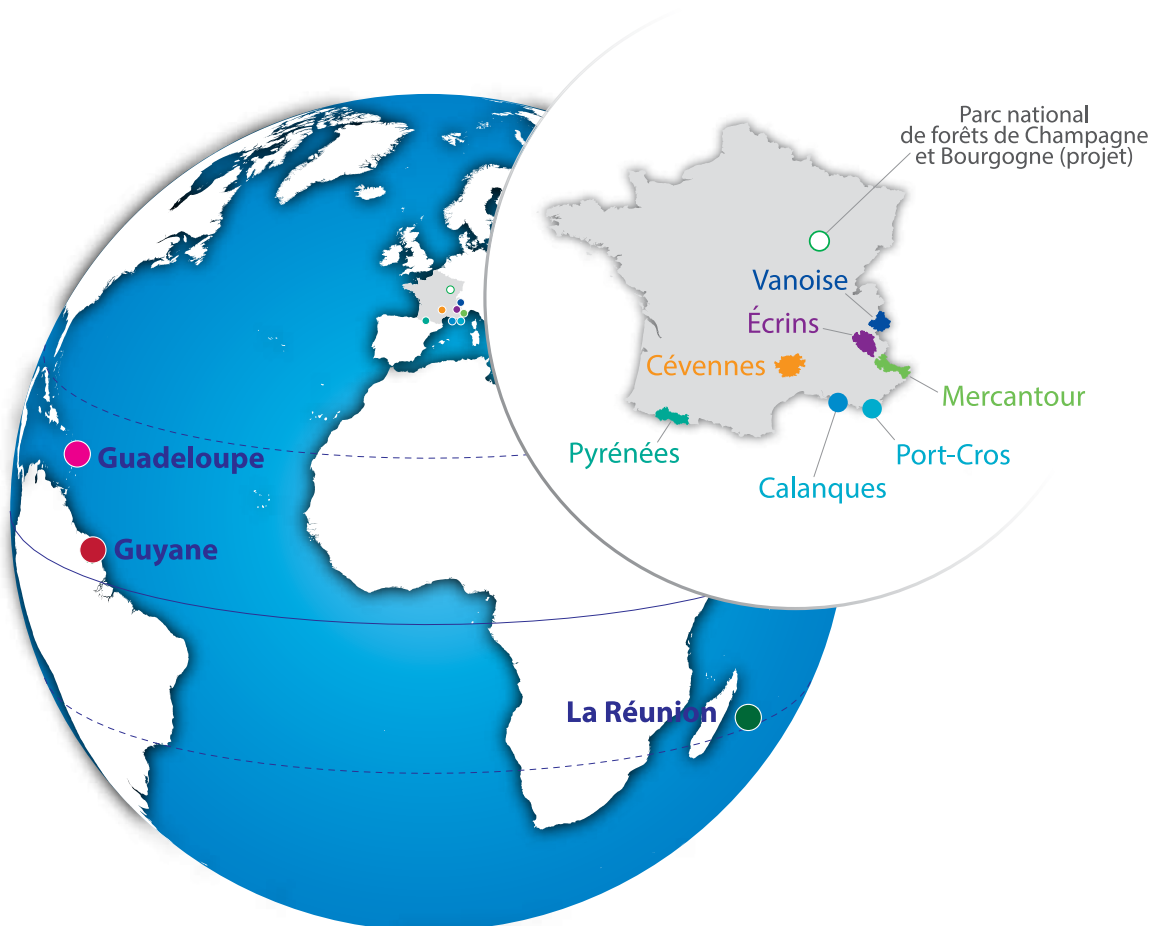 Parc national
de forêts de Champagne
et Bourgogne (projet)
Vanoise
Écrins
Cévennes
Mercantour
Pyrénées
Port-Cros
Calanques
Guadeloupe
Guyane
La Réunion